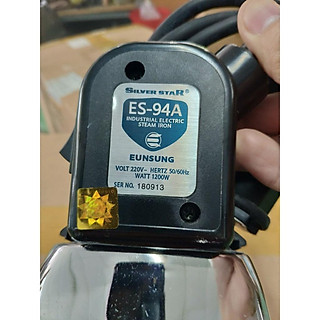 SILVER STAR®
ES-94A
INDUSTRIAL ELECTRIC
STEAM IRON
EUNSUNG
VOLT 220V~ HERTZ 50/60Hz
WATT 1200W
SER NO. 180913